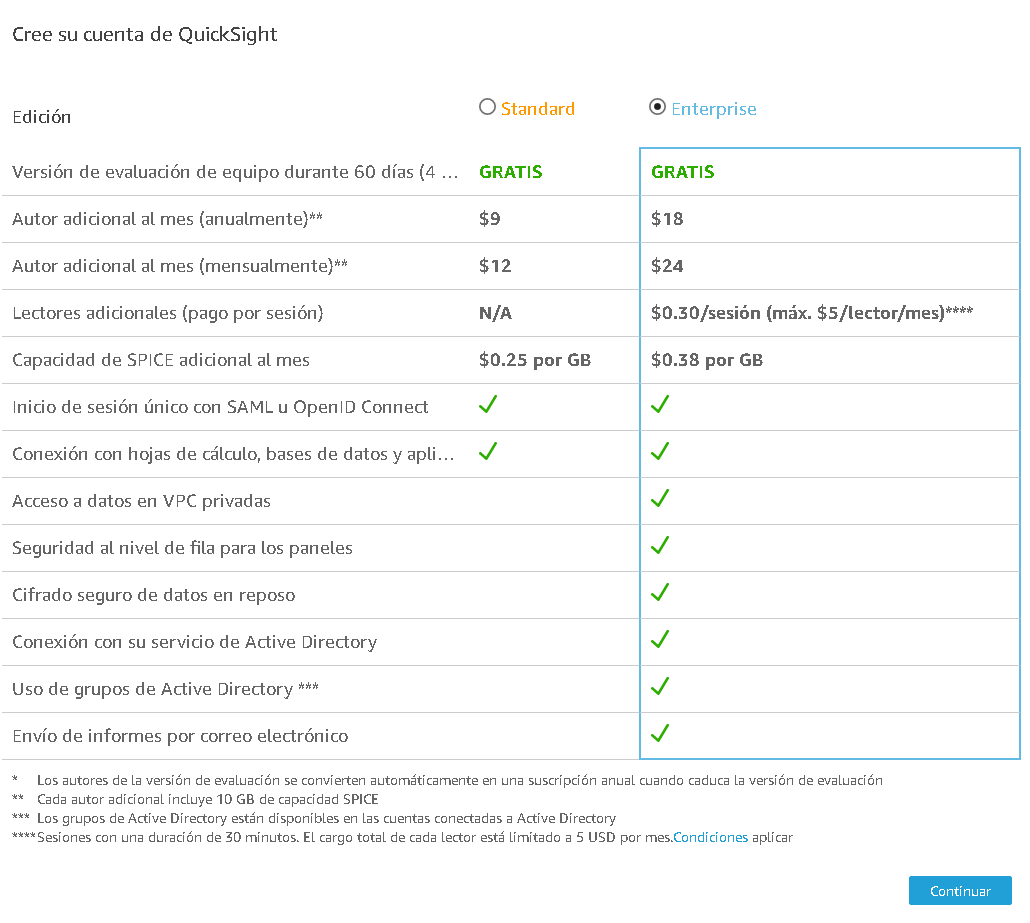 Cree su cuenta de QuickSight
Edición
Standard
Enterprise
Versión de evaluación de equipo durante 60 días (4 … GRATIS GRATIS
Autor adicional al mes (anualmente)** $9 $18
Autor adicional al mes (mensualmente)** $12 $24
Lectores adicionales (pago por sesión) N/A $0.30/sesión (máx. $5/lector/mes)****
Capacidad de SPICE adicional al mes $0.25 por GB $0.38 por GB
Inicio de sesión único con SAML u OpenID Connect
Conexión con hojas de cálculo, bases de datos y apli…
Acceso a datos en VPC privadas
Seguridad al nivel de fila para los paneles
Cifrado seguro de datos en reposo
Conexión con su servicio de Active Directory
Uso de grupos de Active Directory ***
Envío de informes por correo electrónico
* Los autores de la versión de evaluación se convierten automáticamente en una suscripción anual cuando caduca la versión de evaluación
** Cada autor adicional incluye 10 GB de capacidad SPICE
*** Los grupos de Active Directory están disponibles en las cuentas conectadas a Active Directory
**** Sesiones con una duración de 30 minutos. El cargo total de cada lector está limitado a 5 USD por mes.Condiciones aplicar
Continuar